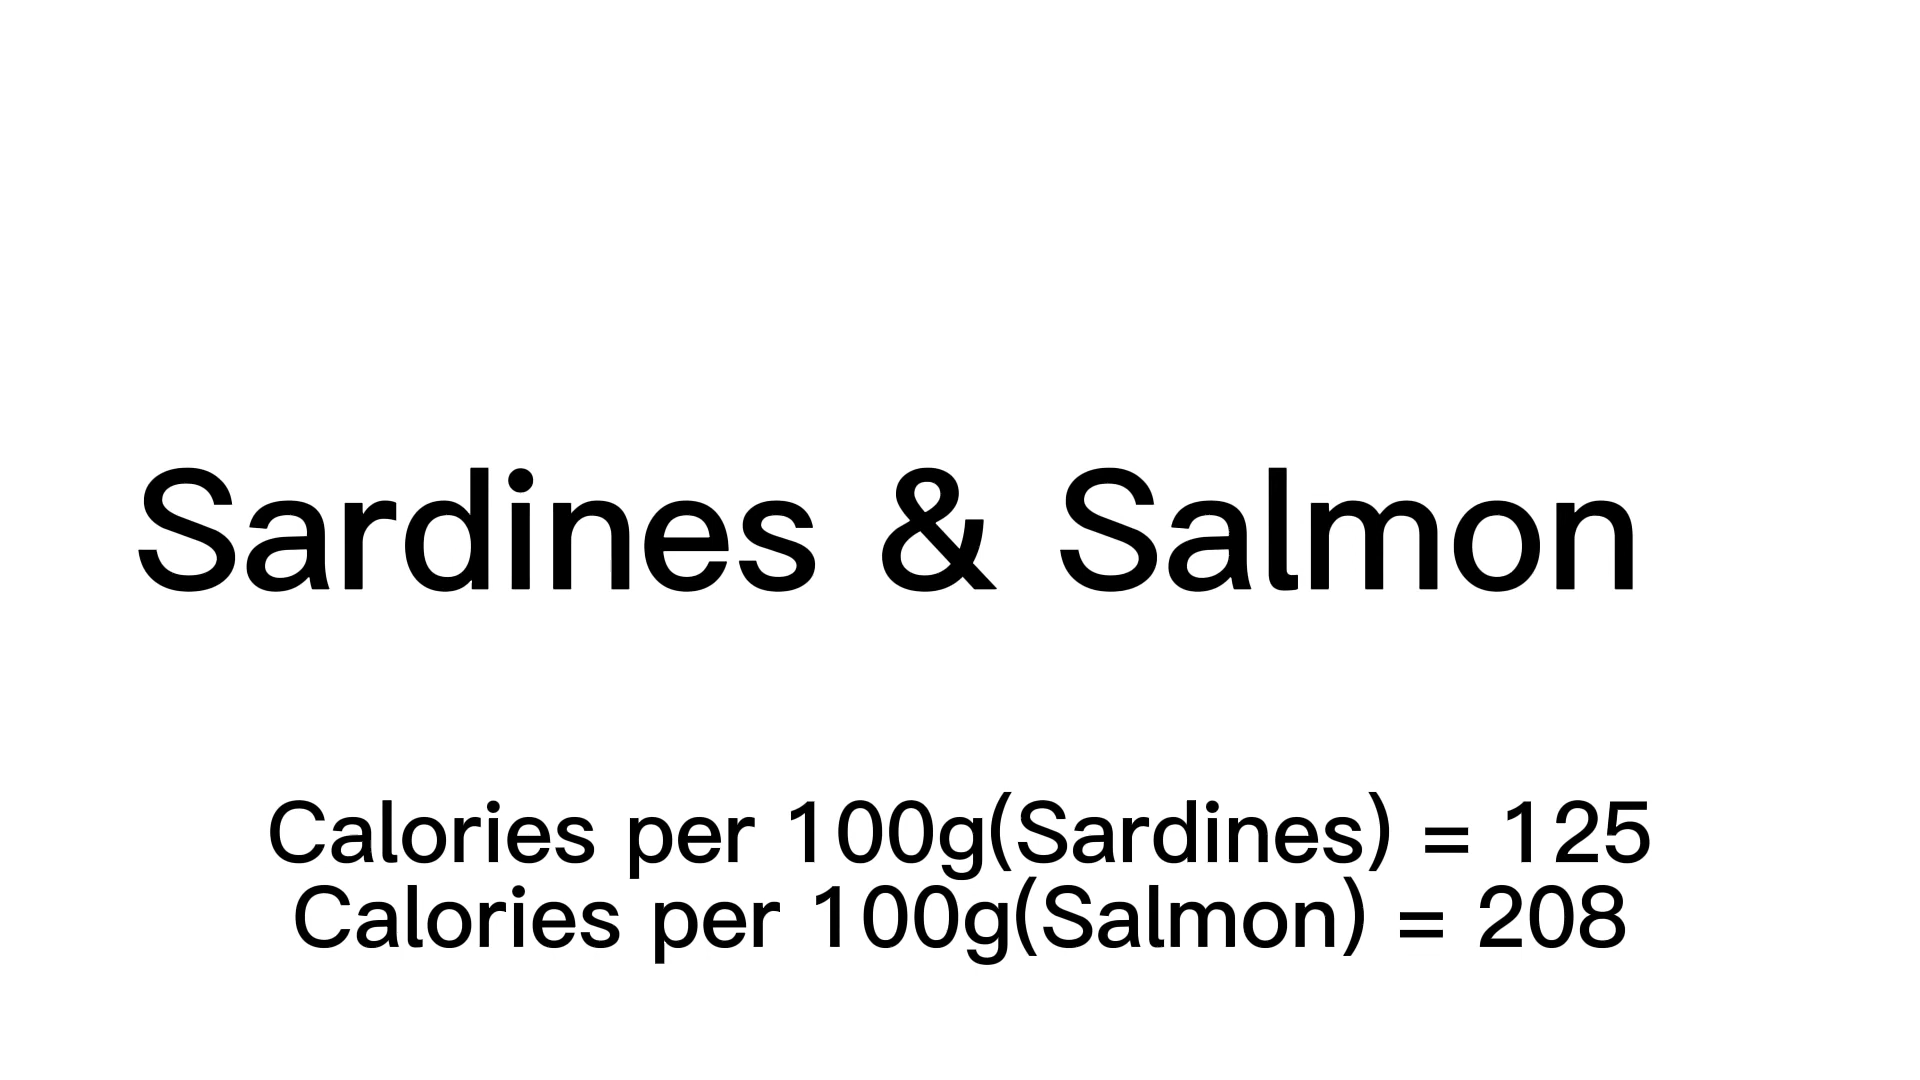 Sardines & Salmon
Calories per 100g(Sardines) = 125
Calories per 100g(Salmon) = 208